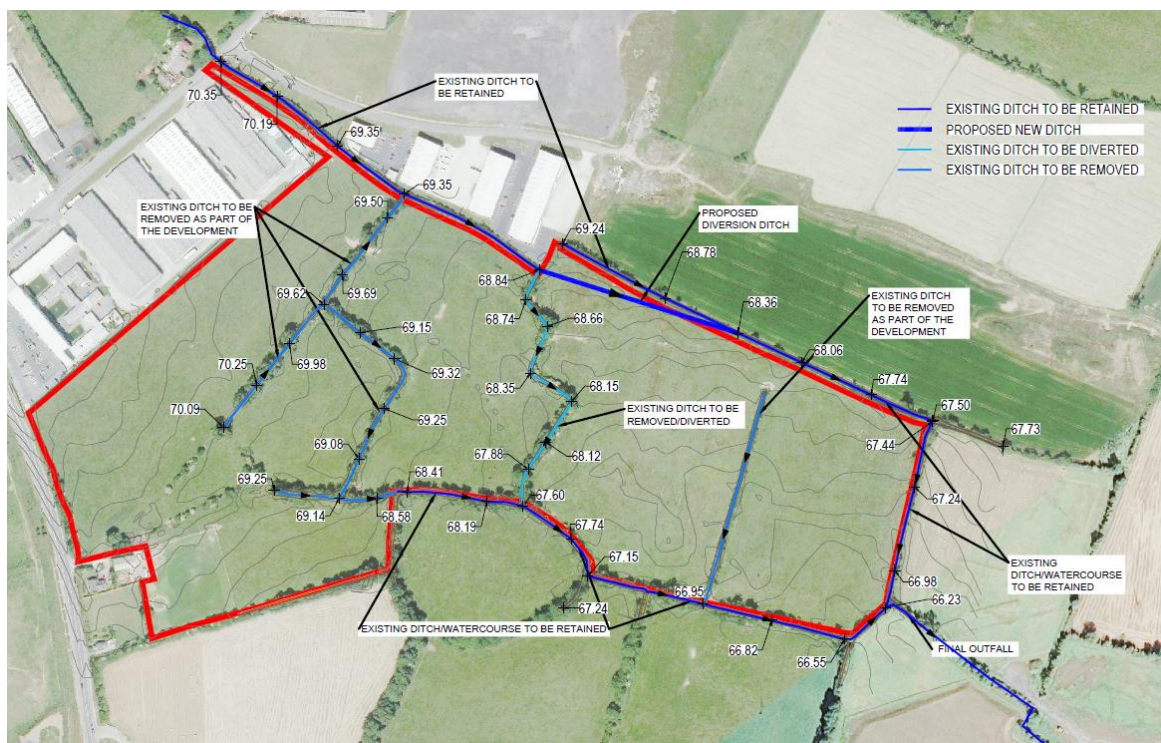 EXISTING DITCH TO
BE RETAINED
EXISTING DITCH TO BE RETAINED
PROPOSED NEW DITCH
EXISTING DITCH TO BE DIVERTED
EXISTING DITCH TO BE REMOVED
70.35
70.19
69.35
69.35
EXISTING DITCH TO BE
REMOVED AS PART OF
THE DEVELOPMENT
69.50
PROPOSED
DIVERSION DITCH
69.24
68.84
68.78
69.62
69.69
68.74
68.66
68.36
EXISTING DITCH
TO BE REMOVED
AS PART OF THE
DEVELOPMENT
69.15
70.25
69.98
69.32
68.35
68.15
68.06
67.74
67.50
70.09
69.25
EXISTING DITCH TO BE
REMOVED/DIVERTED
67.44
67.73
69.08
68.12
67.88
69.25
68.41
67.60
67.24
69.14
68.58
68.19
67.74
67.15
66.98
EXISTING
DITCH/WATERCOURSE
TO BE RETAINED
66.95
67.24
66.23
EXISTING DITCH/WATERCOURSE TO BE RETAINED
66.82
66.55
FINAL OUTFALL